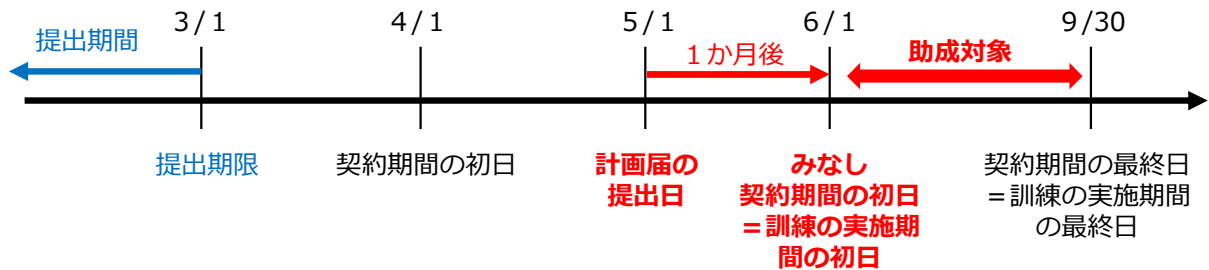 提出期間
3/1
4/1
5/1
6/1
9/30
１か月後
助成対象
提出期限
契約期間の初日
計画届の
提出日
みなし
契約期間の初日
＝訓練の実施期
間の初日
契約期間の最終日
＝訓練の実施期間
の最終日